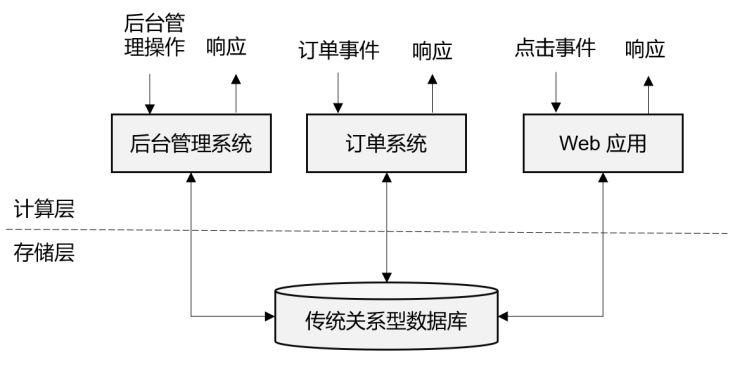 后台管
理操作
响应
订单事件
响应
点击事件
响应
后台管理系统
订单系统
Web 应用
计算层
存储层
传统关系型数据库